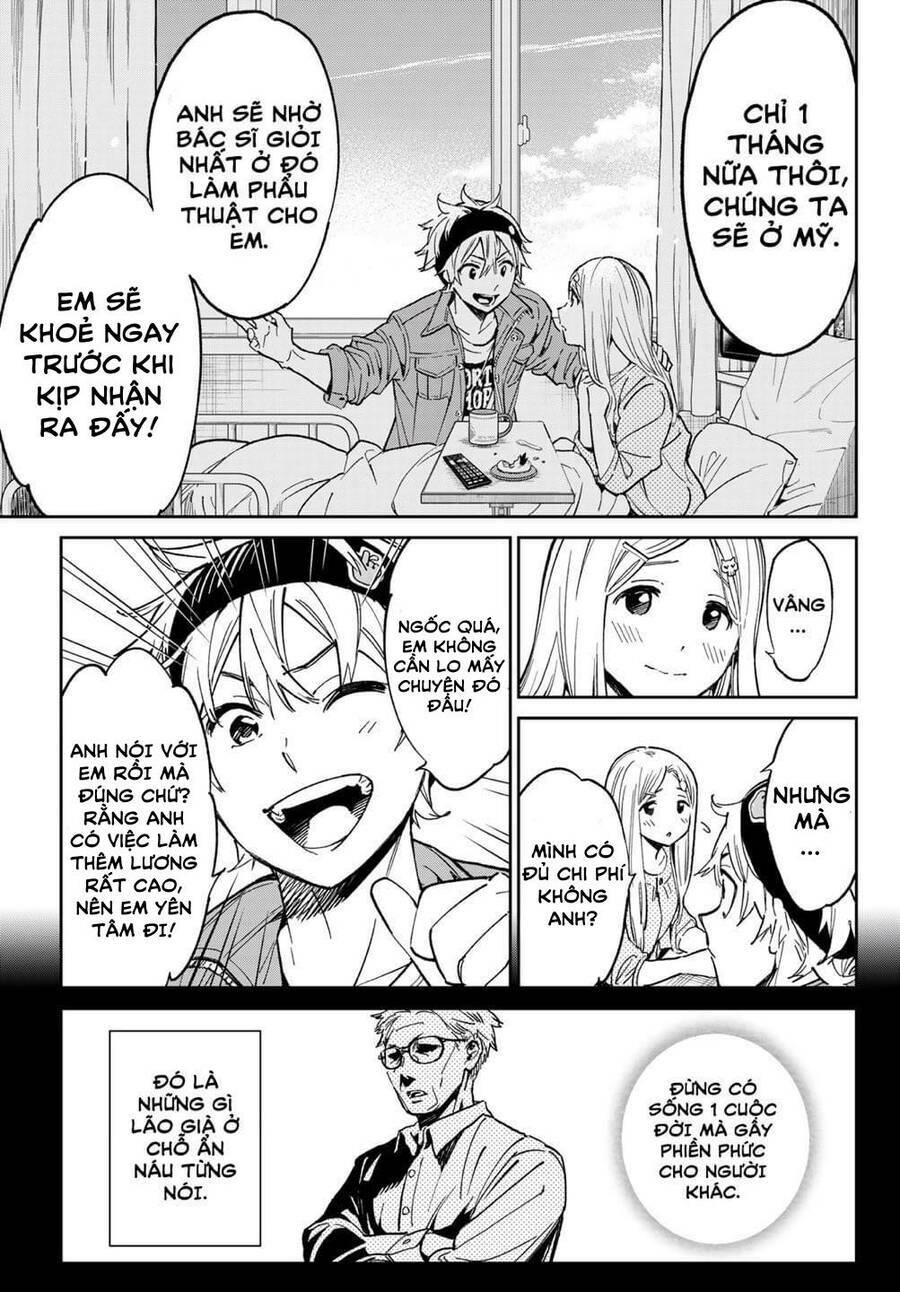 CHỈ 1
THÁNG
NỮA THÔI,
CHÚNG TA
SẼ Ở MỸ.
ANH SẼ NHỜ
BÁC SĨ GIỎI
NHẤT Ở ĐÓ
LÀM PHẪU
THUẬT CHO
EM.
EM SẼ
KHOẺ NGAY
TRƯỚC KHI
KỊP NHẬN
RA ĐẤY!
VÂNG
...
NHƯNG
MÀ
...
MÌNH CÓ
ĐỦ CHI PHÍ
KHÔNG
ANH?
NGỐC QUÁ,
EM KHÔNG
CẦN LO MẤY
CHUYỆN ĐÓ
ĐÂU!
ANH NÓI VỚI
EM RỒI MÀ
ĐÚNG CHỨ?
RẰNG ANH
CÓ VIỆC LÀM
THÊM LƯƠNG
RẤT CAO,
NÊN EM YÊN
TÂM ĐI!
ĐỪNG CÓ
SỐNG 1 CUỘC
ĐỜI MÀ GÂY
PHIỀN PHỨC
CHO NGƯỜI
KHÁC.
ĐÓ LÀ
NHỮNG GÌ
LÃO GIÀ Ở
CHỖ ẨN
NÁU TỪNG
NÓI.